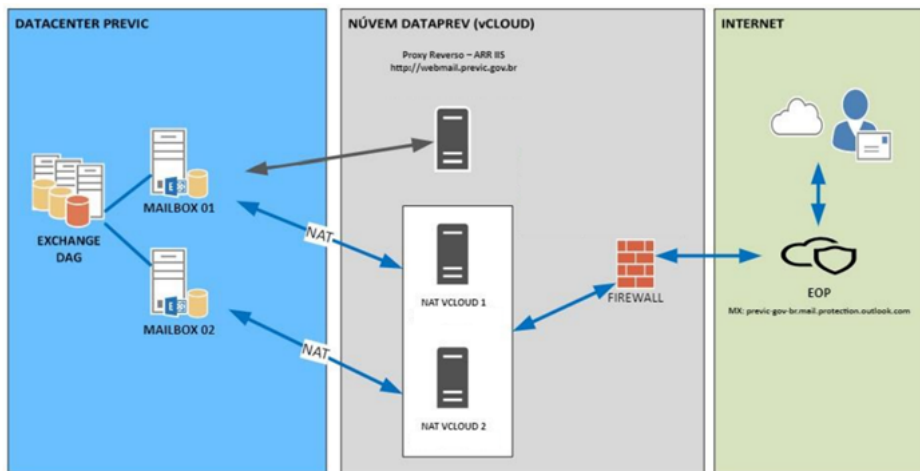 DATACENTER PREVIC
NÚVEM DATAPREV (vCLOUD)
INTERNET
Proxy Reverso – ARR IIS
http://webmail.previc.gov.br
MAILBOX 01
EXCHANGE
DAG
MAILBOX 02
NAT
NAT
NAT VCLOUD 1
NAT VCLOUD 2
FIREWALL
EOP
MX: previc-gov-br.mail.protection.outlook.com